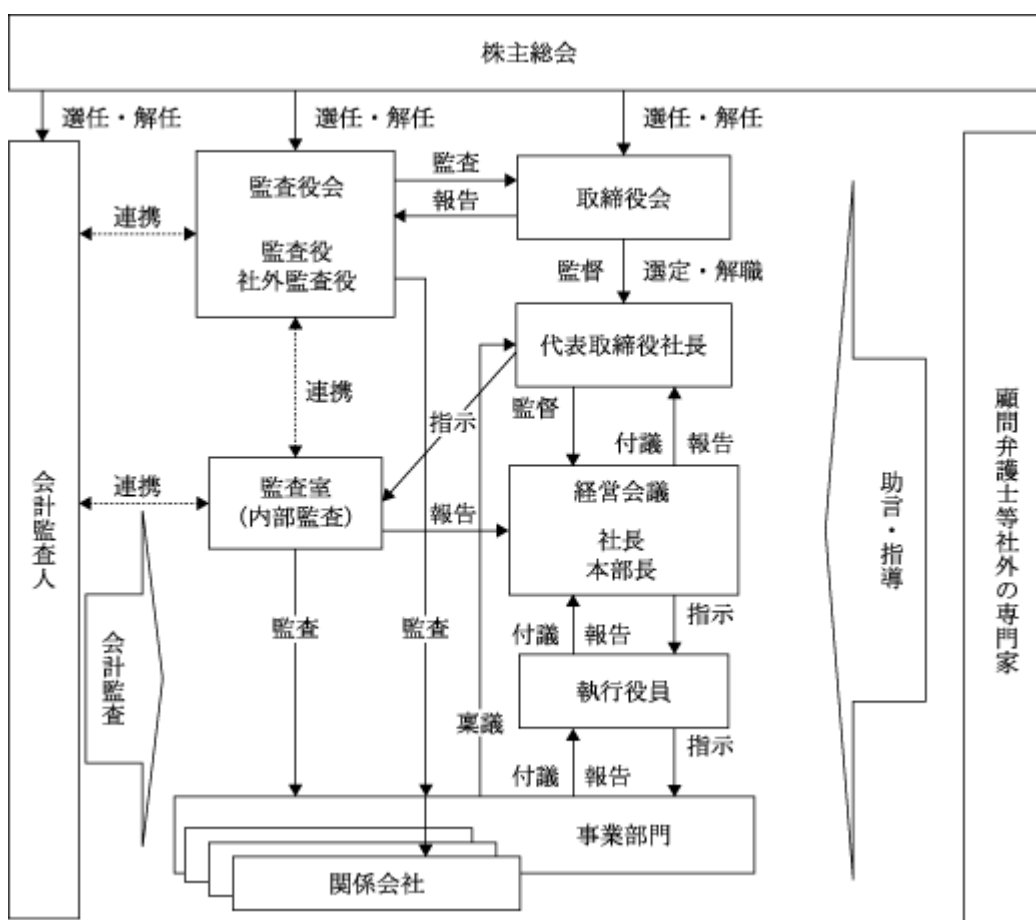 株主総会
選任・解任
選任・解任
選任・解任
監査役会
監査役
社外監査役
監査
報告
取締役会
連携
監督
選定・解職
代表取締役社長
連携
指示
監督
付議
報告
連携
監査室
(内部監査)
報告
経営会議
社長
本部長
会計監査人
顧問弁護士等社外の専門家
助言・指導
会計監査
監査
監査
付議
報告
指示
執行役員
稟議
付議
報告
指示
事業部門
関係会社